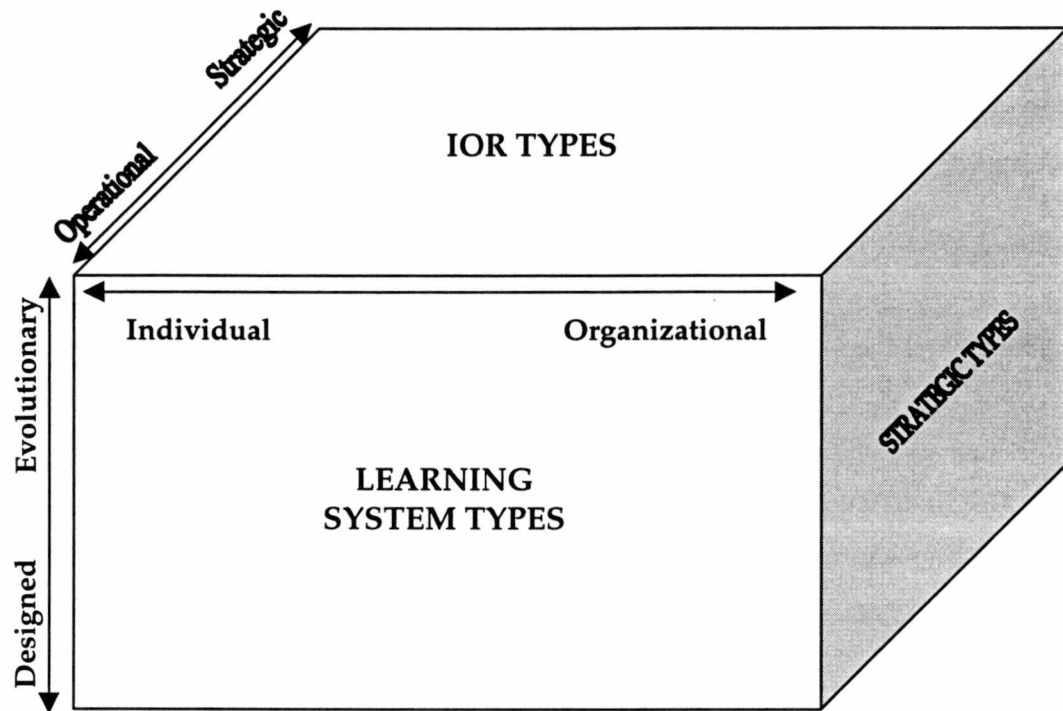 Strategic
Operational
IOR TYPES
Individual
Organizational
Evolutionary
Designed
LEARNING
SYSTEM TYPES
STRATEGIC TYPES